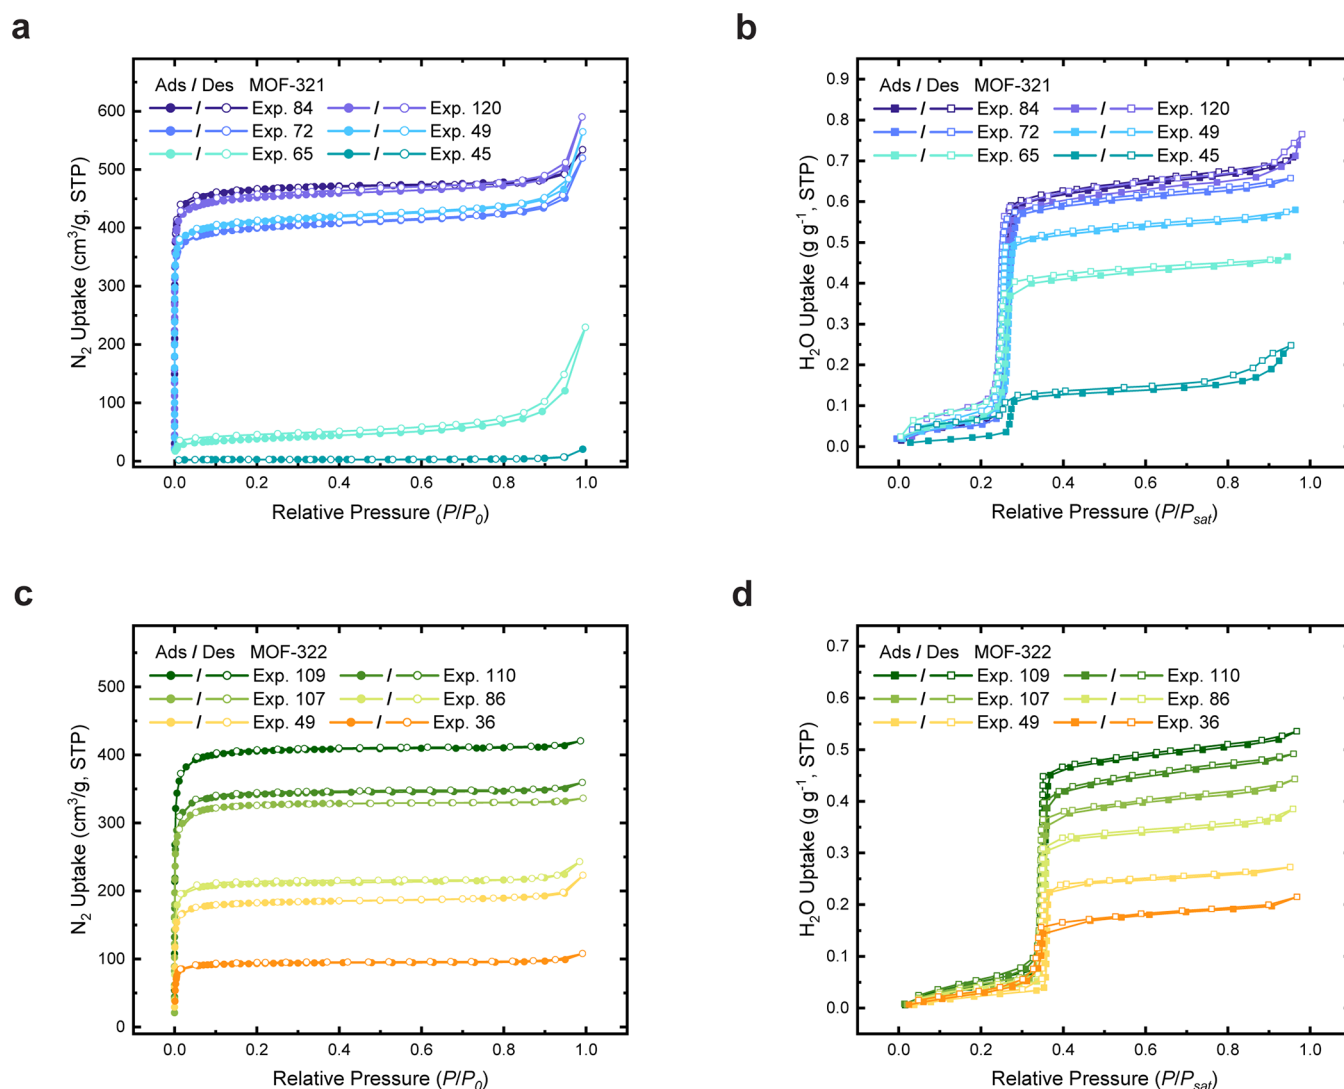 a
Ads / Des MOF-321
/ Exp. 84 / Exp. 120
/ Exp. 72 / Exp. 49
/ Exp. 65 / Exp. 45
N2 Uptake (cm³/g, STP)
600
500
400
300
200
100
0
0.0 0.2 0.4 0.6 0.8 1.0
Relative Pressure (P/P0)
b
Ads / Des MOF-321
/ Exp. 84 / Exp. 120
/ Exp. 72 / Exp. 49
/ Exp. 65 / Exp. 45
H2O Uptake (g g-1, STP)
0.9
0.8
0.7
0.6
0.5
0.4
0.3
0.2
0.1
0.0
0.0 0.2 0.4 0.6 0.8 1.0
Relative Pressure (P/Psat)
c
Ads / Des MOF-322
/ Exp. 109 / Exp. 110
/ Exp. 107 / Exp. 86
/ Exp. 49 / Exp. 36
N2 Uptake (cm³/g, STP)
500
400
300
200
100
0
0.0 0.2 0.4 0.6 0.8 1.0
Relative Pressure (P/P0)
d
Ads / Des MOF-322
/ Exp. 109 / Exp. 110
/ Exp. 107 / Exp. 86
/ Exp. 49 / Exp. 36
H2O Uptake (g g-1, STP)
0.7
0.6
0.5
0.4
0.3
0.2
0.1
0.0
0.0 0.2 0.4 0.6 0.8 1.0
Relative Pressure (P/Psat)